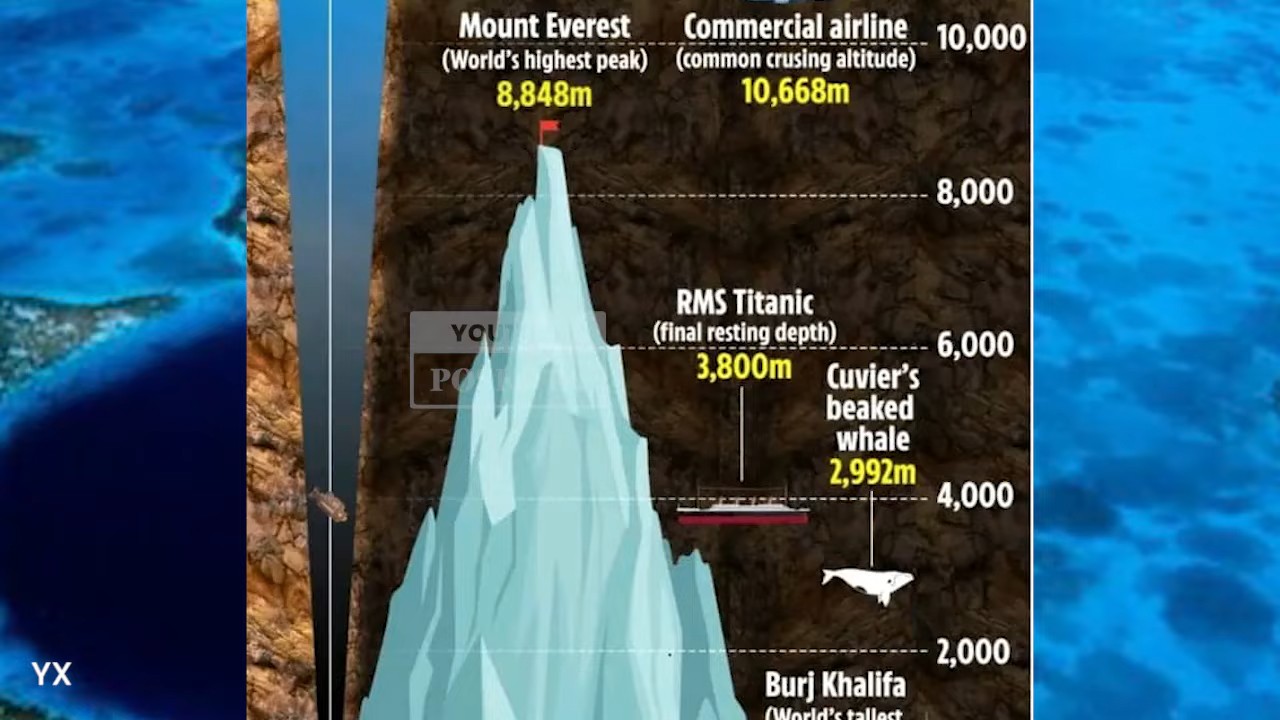 Mount Everest
(World's highest peak)
8,848m
Commercial airline
(common crusing altitude)
10,668m
10,000
8,000
RMS Titanic
(final resting depth)
3,800m
6,000
Cuvier's
beaked
whale
2,992m
4,000
2,000
Burj Khalifa
(World's tallest
YX